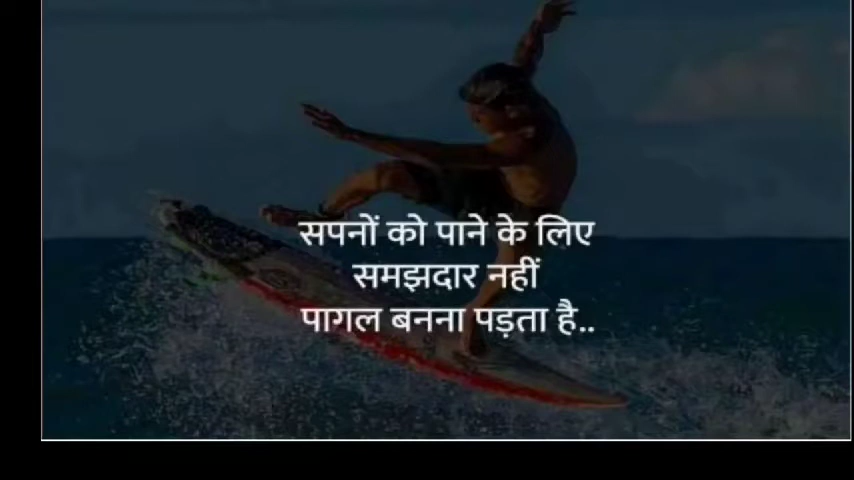 सपनों को पाने के लिए
समझदार नहीं
पागल बनना पड़ता है..